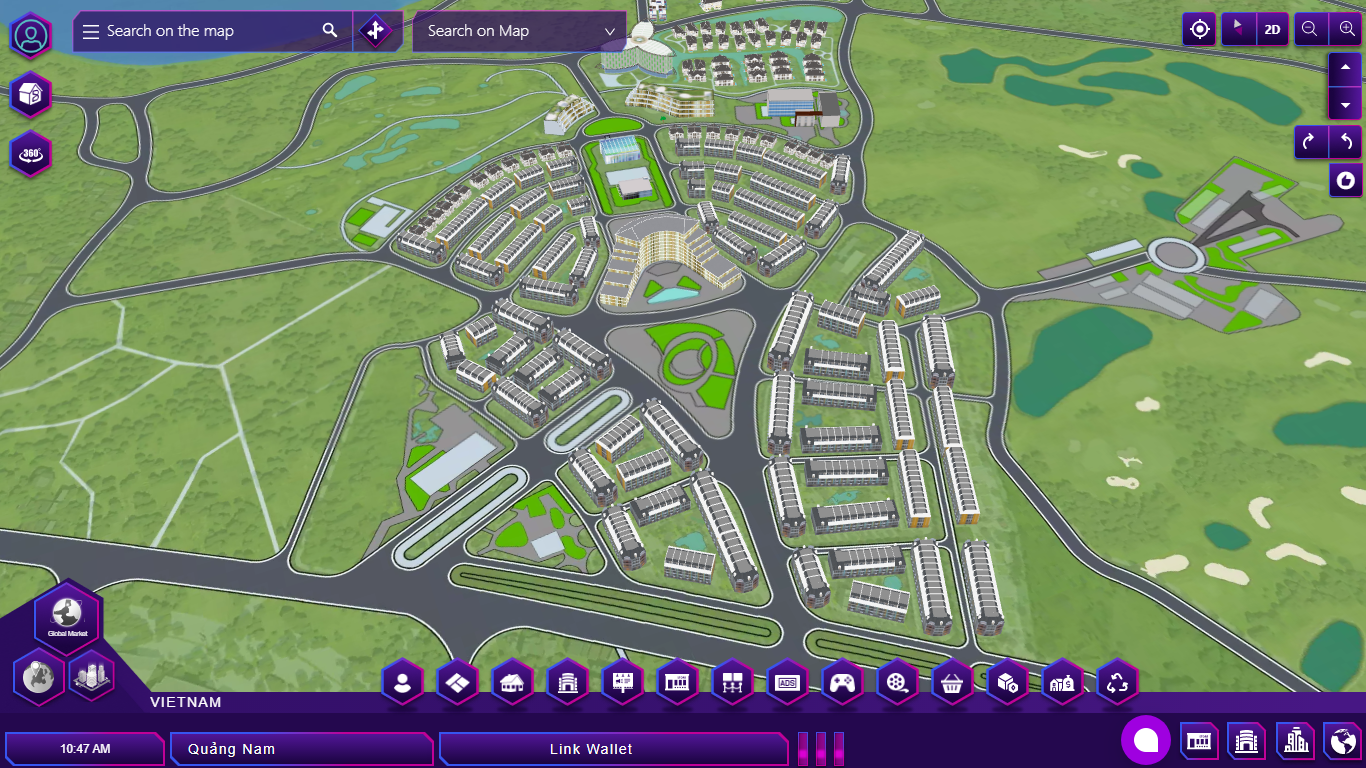 Search on the map
Search on Map
2D
360°
Global Market
ADS
VIETNAM
10:47 AM
Quảng Nam
Link Wallet